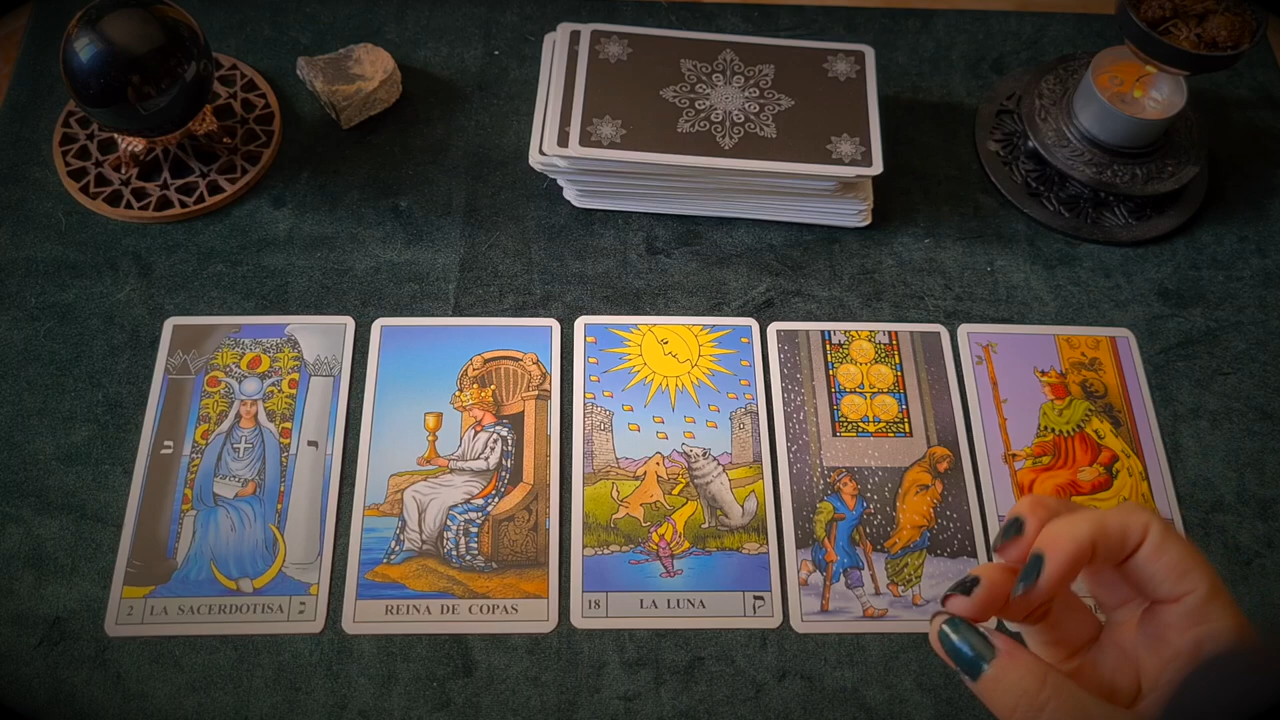 2 LA SACERDOTISA כ
REINA DE COPAS
18 LA LUNA ק